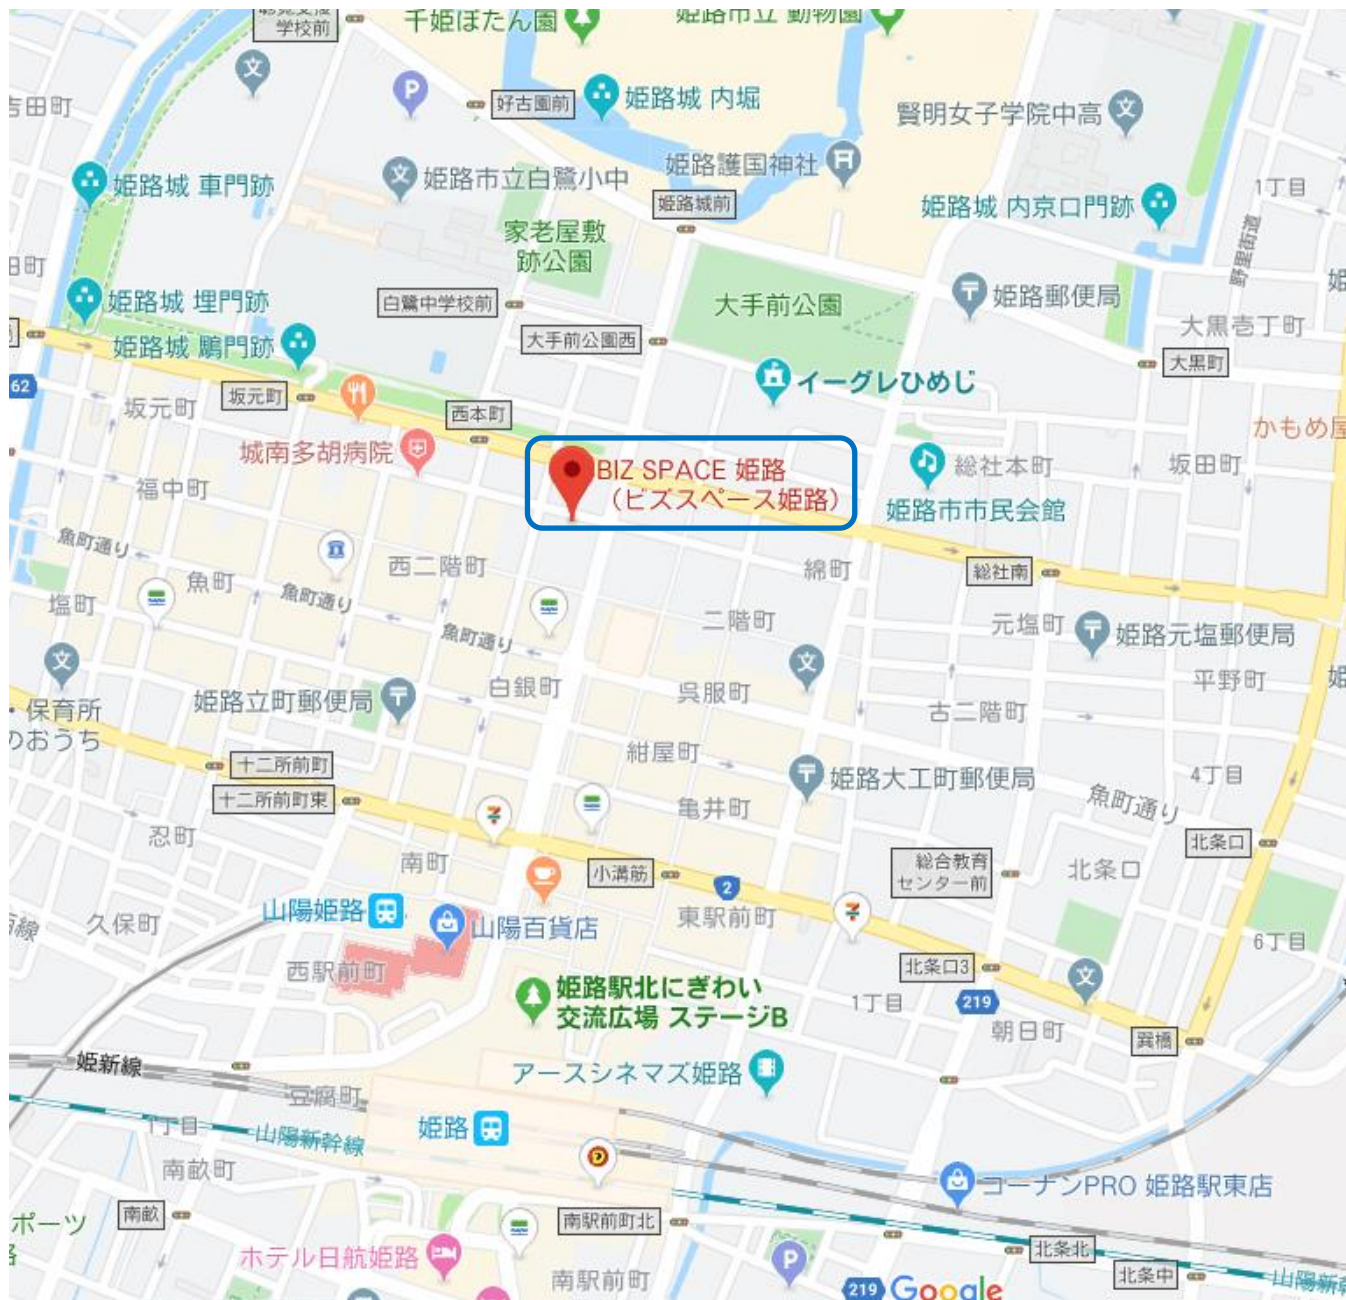 学校前
千姫ぼたん園
姫路市立 動物園
好古園前
姫路城 内堀
賢明女子学院中高
吉田町
姫路城 車門跡
姫路市立白鷺小中
姫路護国神社
姫路城前
姫路城 内京口門跡
1丁目
野里街道
家老屋敷
跡公園
姫路城 埋門跡
白鷺中学校前
大手前公園
姫路郵便局
大黒壱丁町
姫路城 鵰門跡
大手前公園西
大黒町
イーグレひめじ
62
坂元町
坂元町
西本町
かもめ屋
城南多胡病院
BIZ SPACE 姫路
（ビズスペース姫路）
総社本町
坂田町
福中町
姫路市市民会館
魚町通り
西二階町
綿町
総社南
魚町
魚町通り
塩町
二階町
元塩町
姫路元塩郵便局
魚町通り
白銀町
呉服町
平野町
姫路立町郵便局
保育所
のおうち
古二階町
紺屋町
十二所前町
姫路大工町郵便局
4丁目
十二所前町東
亀井町
魚町通り
忍町
北条口
南町
小溝筋
2
総合教育
センター前
北条口
山陽姫路
山陽百貨店
東駅前町
久保町
6丁目
西駅前町
北条口3
姫路駅北にぎわい
交流広場 ステージB
1丁目
219
朝日町
巽橋
姫新線
アースシネマズ姫路
豆腐町
姫路
1丁目
山陽新幹線
南畝町
コーナンPRO 姫路駅東店
南畝
ポーツ
南駅前町北
ホテル日航姫路
北条北
南駅前町
P
219
Google
北条中
山陽新幹